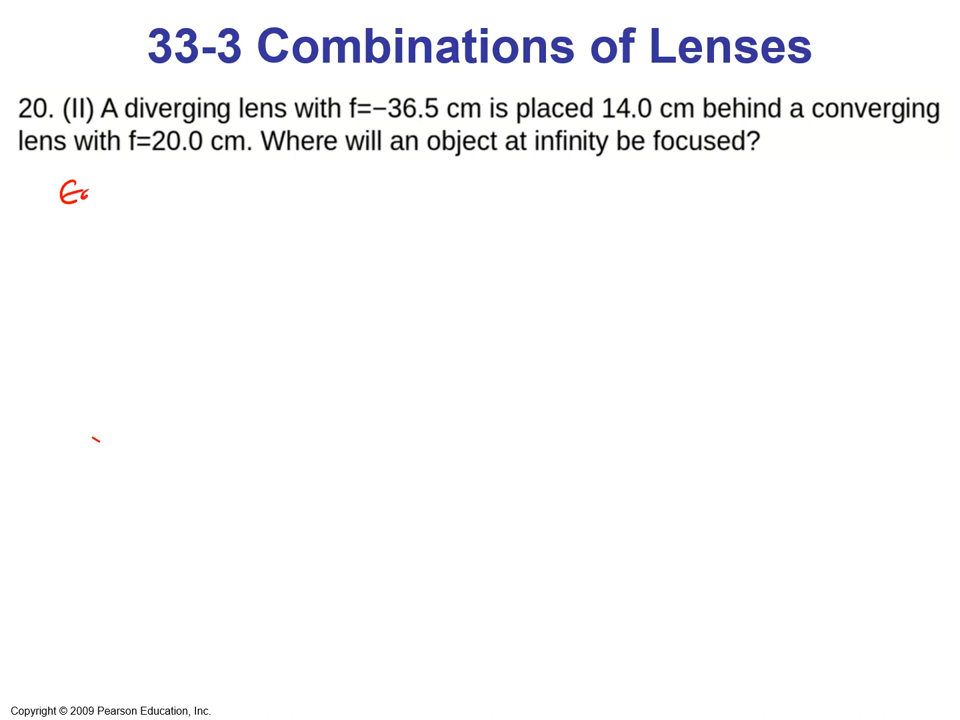 33-3 Combinations of Lenses
20. (II) A diverging lens with f=−36.5 cm is placed 14.0 cm behind a converging
lens with f=20.0 cm. Where will an object at infinity be focused?
Copyright © 2009 Pearson Education, Inc.